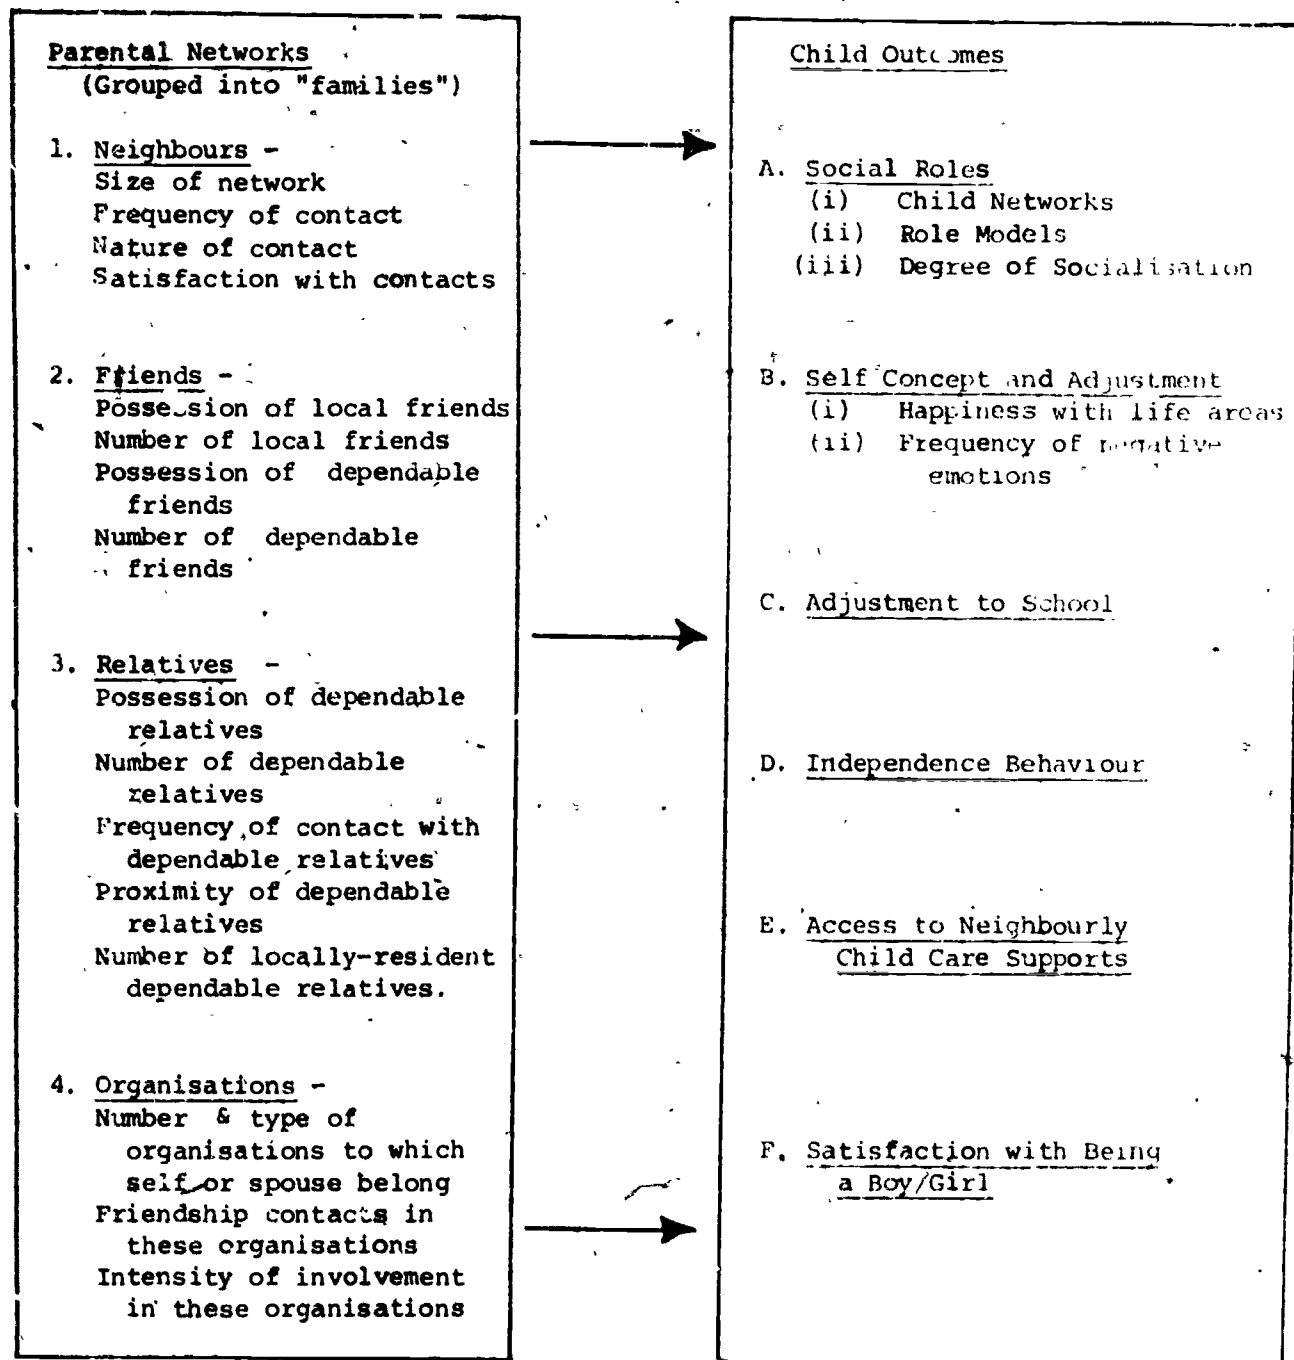 Parental Networks
(Grouped into "families")
1. Neighbours -
Size of network
Frequency of contact
Nature of contact
Satisfaction with contacts
2. Friends -
Possession of local friends
Number of local friends
Possession of dependable
friends
Number of dependable
friends
3. Relatives -
Possession of dependable
relatives
Number of dependable
relatives
Frequency of contact with
dependable relatives
Proximity of dependable
relatives
Number of locally-resident
dependable relatives.
4. Organisations -
Number & type of
organisations to which
self or spouse belong
Friendship contacts in
these organisations
Intensity of involvement
in these organisations
Child Outcomes
A. Social Roles
(i) Child Networks
(ii) Role Models
(iii) Degree of Socialisation
B. Self Concept and Adjustment
(i) Happiness with life areas
(ii) Frequency of negative
emotions
C. Adjustment to School
D. Independence Behaviour
E. Access to Neighbourly
Child Care Supports
F. Satisfaction with Being
a Boy/Girl